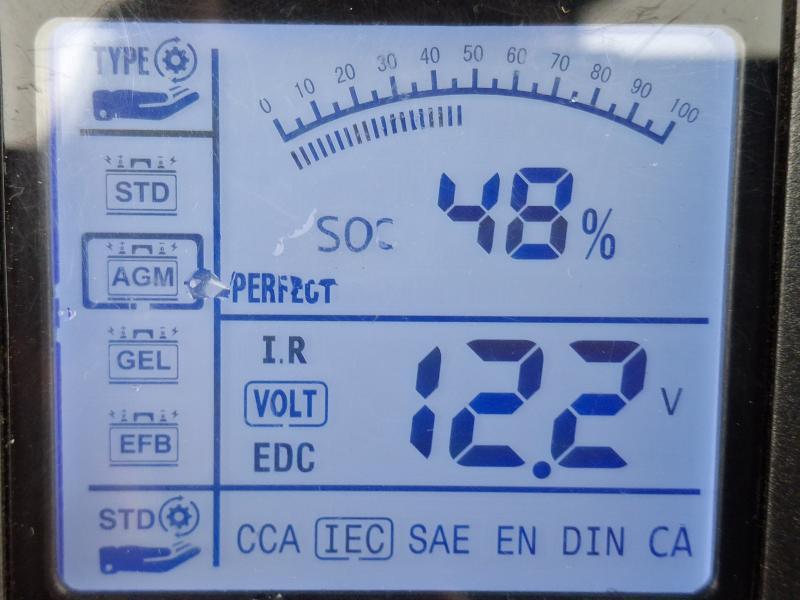 TYPE
0 10 20 30 40 50 60 70 80 90 100
STD
SOC 48%
AGM
PERFECT
GEL
I.R
VOLT 12.2 V
EFB
EDC
STD
CCA IEC SAE EN DIN CA